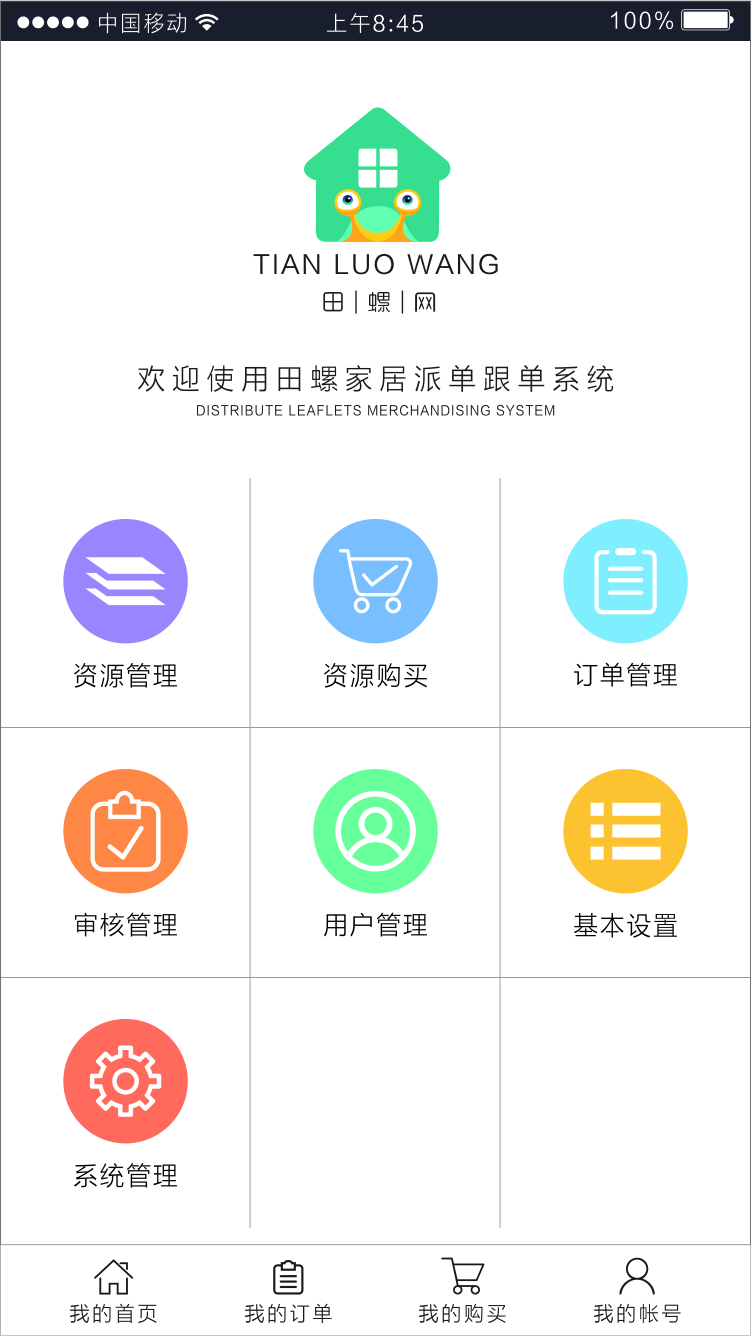 中国移动 上午8:45 100%
TIAN LUO WANG
田|螺|网
欢迎使用田螺家居派单跟单系统
DISTRIBUTE LEAFLETS MERCHANDISING SYSTEM
资源管理 资源购买 订单管理
审核管理 用户管理 基本设置
系统管理
我的首页 我的订单 我的购买 我的帐号